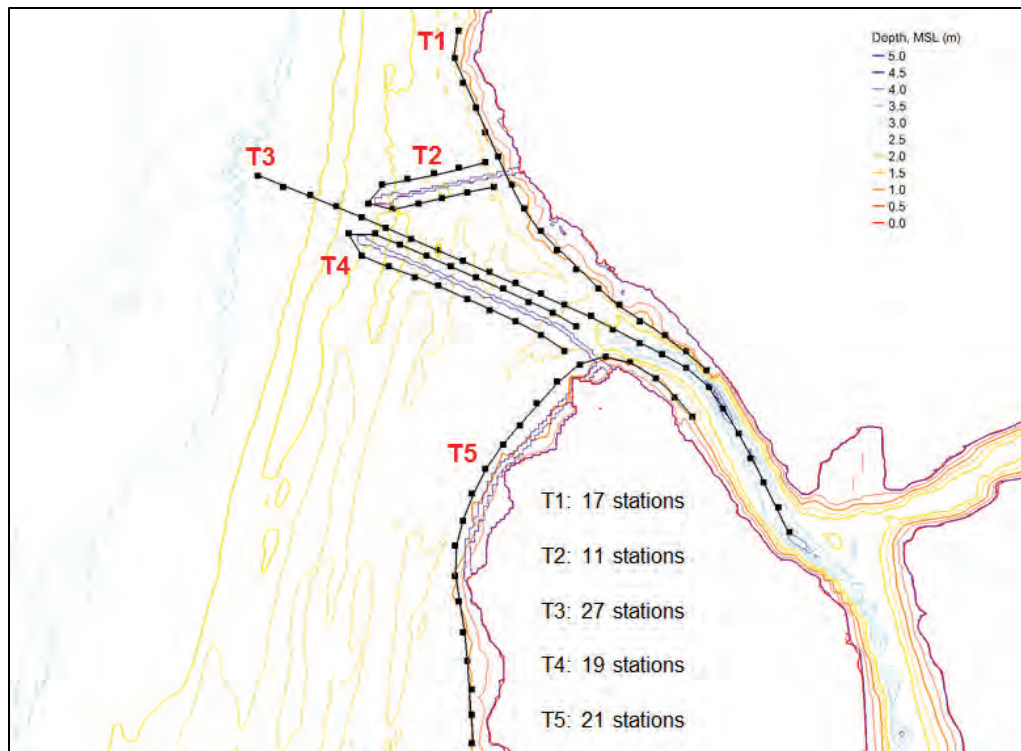 T1
Depth, MSL (m)
5.0
4.5
4.0
3.5
3.0
2.5
2.0
1.5
1.0
0.5
0.0
T2
T3
T4
T5
T1: 17 stations
T2: 11 stations
T3: 27 stations
T4: 19 stations
T5: 21 stations